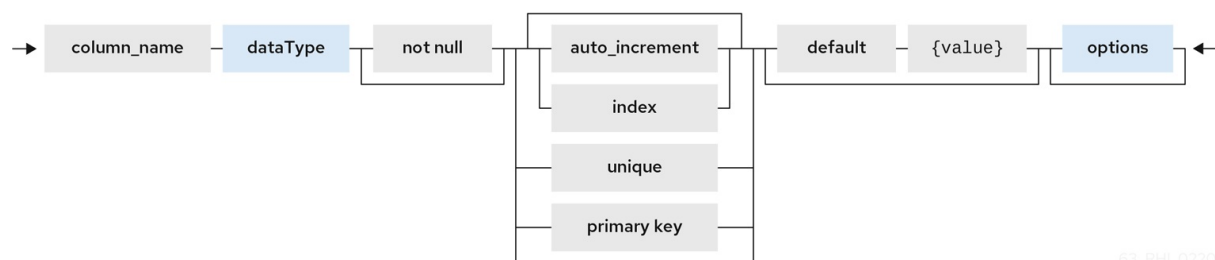 column_name dataType not null auto_increment default {value} options
index
unique
primary key